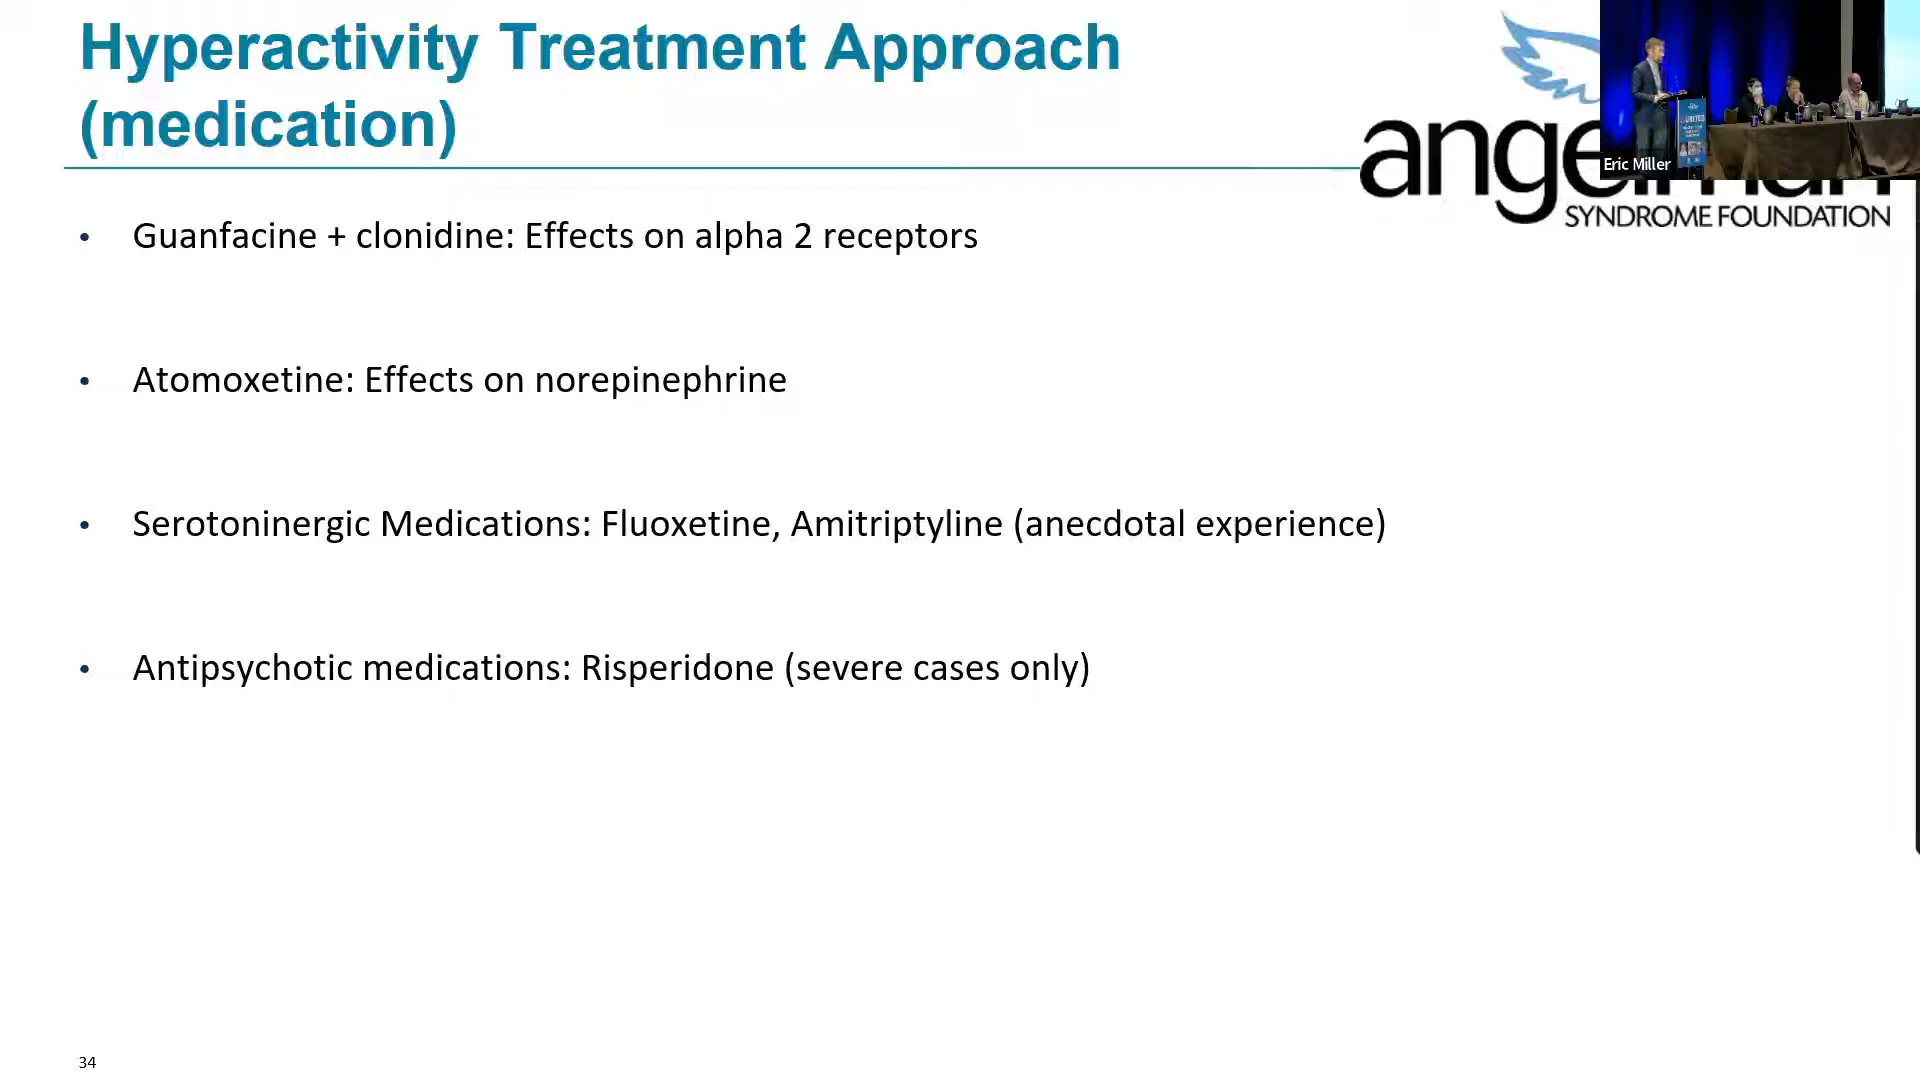 Hyperactivity Treatment Approach
(medication)
Eric Miller
SYNDROME FOUNDATION
• Guanfacine + clonidine: Effects on alpha 2 receptors
• Atomoxetine: Effects on norepinephrine
• Serotoninergic Medications: Fluoxetine, Amitriptyline (anecdotal experience)
• Antipsychotic medications: Risperidone (severe cases only)
34